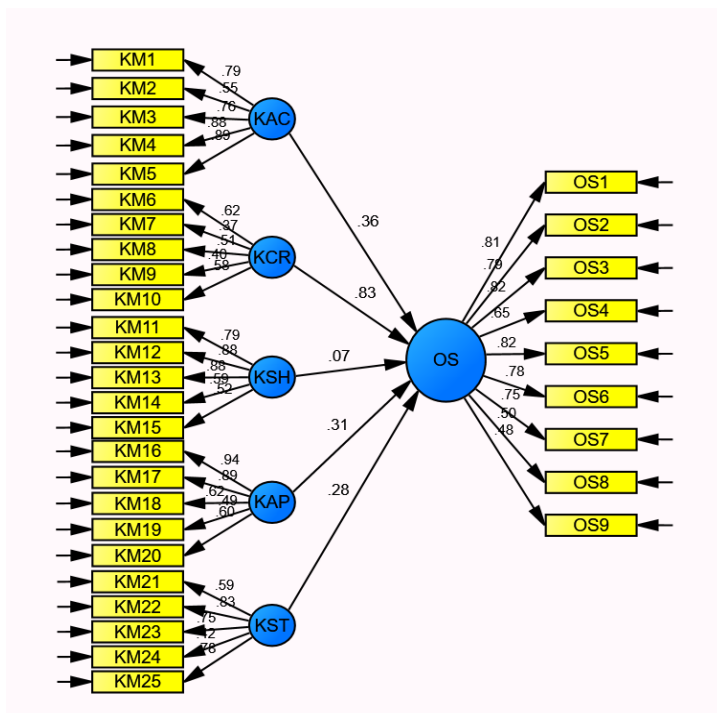 KM1
KM2
KM3
KM4
KM5
KM6
KM7
KM8
KM9
KM10
KM11
KM12
KM13
KM14
KM15
KM16
KM17
KM18
KM19
KM20
KM21
KM22
KM23
KM24
KM25
.79
.55
.76
.88
.89
.62
.37
.51
.40
.58
.79
.88
.88
.59
.52
.94
.89
.62
.49
.60
.59
.83
.75
.42
.78
KAC
KCR
KSH
KAP
KST
.36
.83
.07
.31
.28
OS
.81
.79
.82
.65
.82
.78
.75
.50
.48
OS1
OS2
OS3
OS4
OS5
OS6
OS7
OS8
OS9